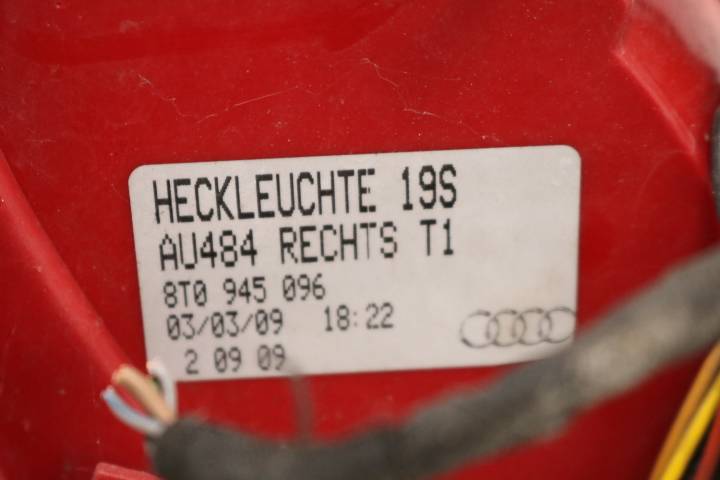 HECKLEUCHTE 19S
AU484 RECHTS T1
8T0 945 096
03/03/09 18:22
2 09 09